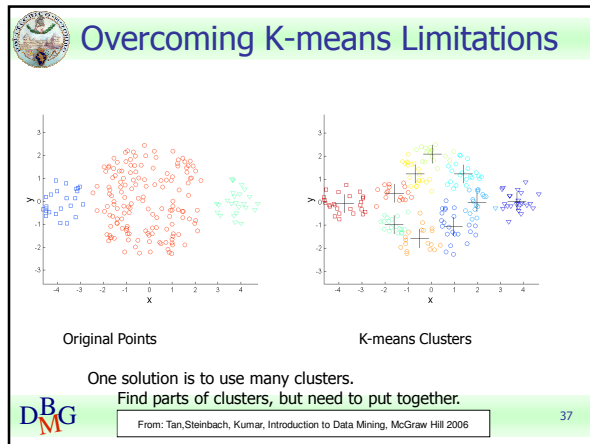 Overcoming K-means Limitations
3
2
1
0
-1
-2
-3
y
-4 -3 -2 -1 0 1 2 3 4
x
3
2
1
0
-1
-2
-3
y
-4 -3 -2 -1 0 1 2 3 4
x
Original Points
K-means Clusters
One solution is to use many clusters.
Find parts of clusters, but need to put together.
DBMG
From: Tan,Steinbach, Kumar, Introduction to Data Mining, McGraw Hill 2006
37